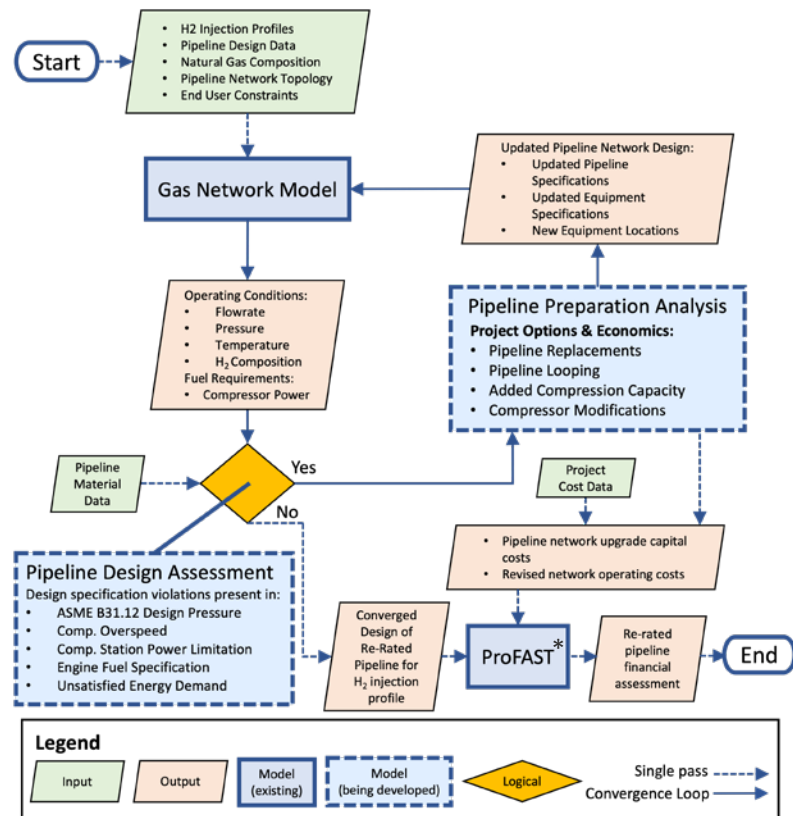 Start
• H2 Injection Profiles
• Pipeline Design Data
• Natural Gas Composition
• Pipeline Network Topology
• End User Constraints
Gas Network Model
Updated Pipeline Network Design:
• Updated Pipeline
Specifications
• Updated Equipment
Specifications
• New Equipment Locations
Operating Conditions:
• Flowrate
• Pressure
• Temperature
• H₂ Composition
Fuel Requirements:
• Compressor Power
Pipeline Preparation Analysis
Project Options & Economics:
• Pipeline Replacements
• Pipeline Looping
• Added Compression Capacity
• Compressor Modifications
Pipeline
Material
Data
Yes
No
Project
Cost Data
• Pipeline network upgrade capital
costs
• Revised network operating costs
Pipeline Design Assessment
Design specification violations present in:
• ASME B31.12 Design Pressure
• Comp. Overspeed
• Comp. Station Power Limitation
• Engine Fuel Specification
• Unsatisfied Energy Demand
Converged
Design of
Re-Rated
Pipeline for
H₂ injection
profile
ProFAST*
Re-rated
pipeline
financial
assessment
End
Legend
Input
Output
Model
(existing)
Model
(being developed)
Logical
Single pass
Convergence Loop